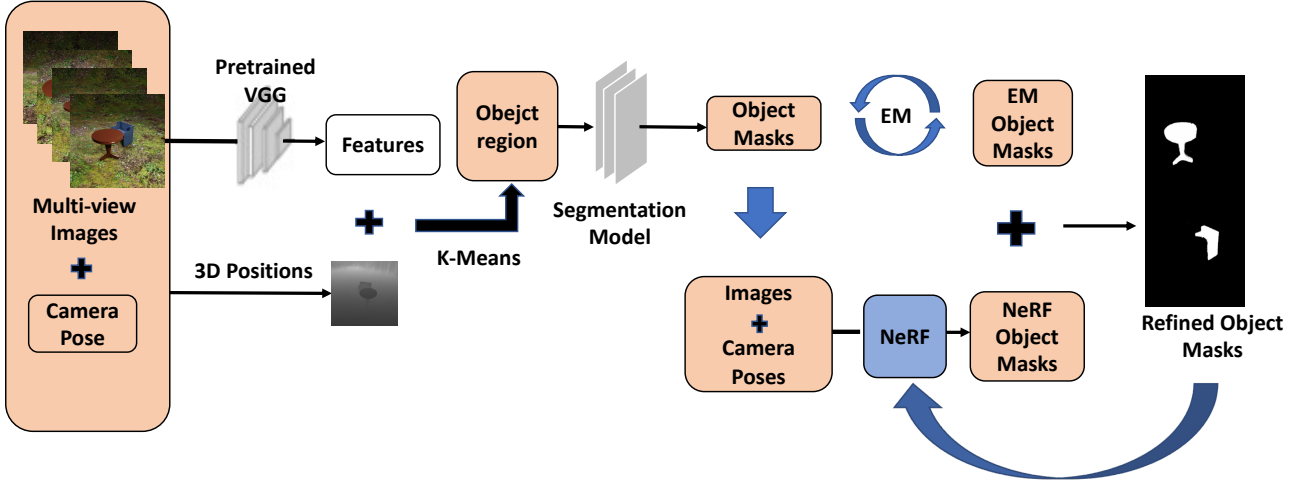 Multi-view
Images
Camera
Pose
Pretrained
VGG
Features
3D Positions
K-Means
Obejct
region
Segmentation
Model
Object
Masks
EM
EM
Object
Masks
Images
Camera
Poses
NeRF
NeRF
Object
Masks
Refined Object
Masks